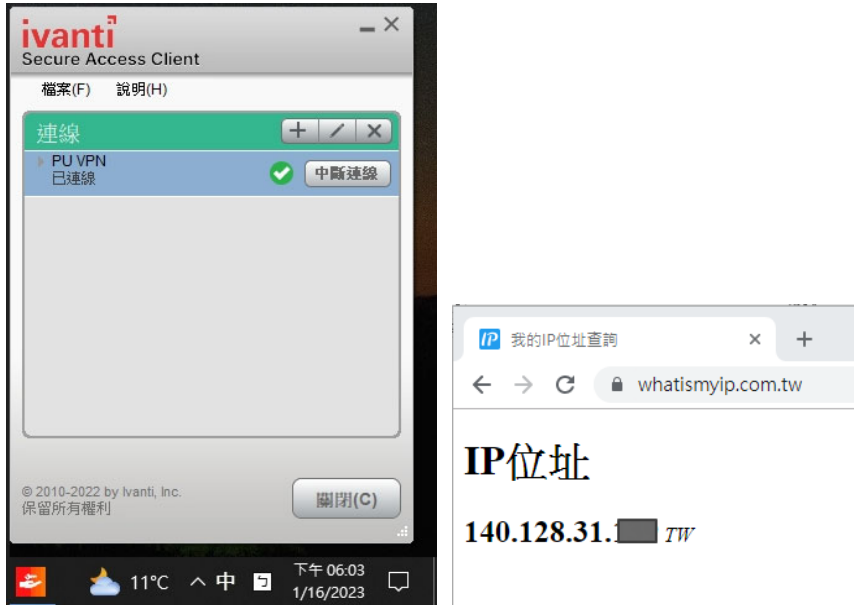 ivanti
Secure Access Client
檔案(F) 說明(H)
連線
PU VPN
已連線
中斷連線
© 2010-2022 by Ivanti, Inc.
保留所有權利
關閉(C)
11°C
中
ㄅ
下午 06:03
1/16/2023
IP
我的IP位址查詢
whatismyip.com.tw
IP位址
140.128.31. TW